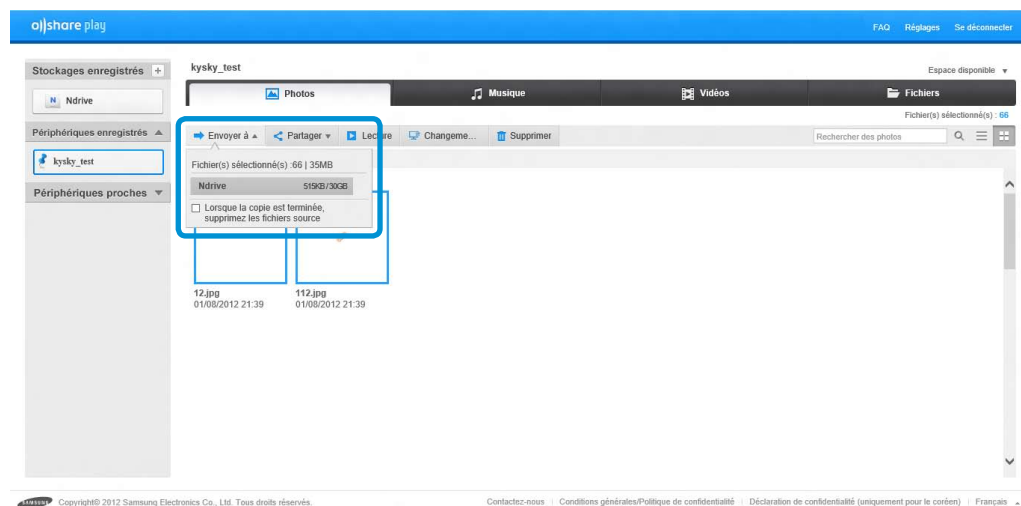 allshare play
FAQ Réglages Se déconnecter
Stockages enregistrés +
N Ndrive
Périphériques enregistrés
kysky_test
Périphériques proches
kysky_test
Espace disponible
Photos Musique Vidéos Fichiers
Fichier(s) sélectionné(s) : 66
Envoyer à Partager Lecture Changeme... Supprimer
Rechercher des photos
Fichier(s) sélectionné(s) :66 | 35MB
Ndrive 515KB/30GB
Lorsque la copie est terminée,
supprimez les fichiers source
12.jpg 112.jpg
01/08/2012 21:39 01/08/2012 21:39
SAMSUNG Copyright© 2012 Samsung Electronics Co., Ltd. Tous droits réservés. Contactez-nous | Conditions générales/Politique de confidentialité | Déclaration de confidentialité (uniquement pour le coréen) | Français